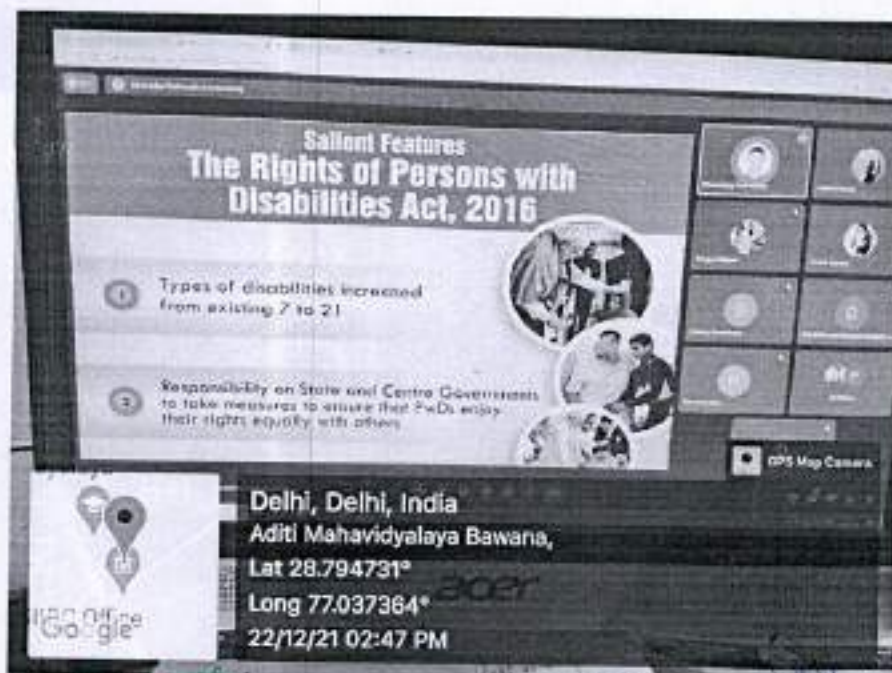 Salient Features
The Rights of Persons with
Disabilities Act, 2016
1
Types of disabilities increased
from existing 7 to 21
2
Responsibility on State and Centre Governments
to take measures to ensure that PwDs enjoy
their rights equally with others
GPS Map Camera
Delhi, Delhi, India
Aditi Mahavidyalaya Bawana,
Lat 28.794731°
Long 77.037364°
22/12/21 02:47 PM
acer
Office
Google